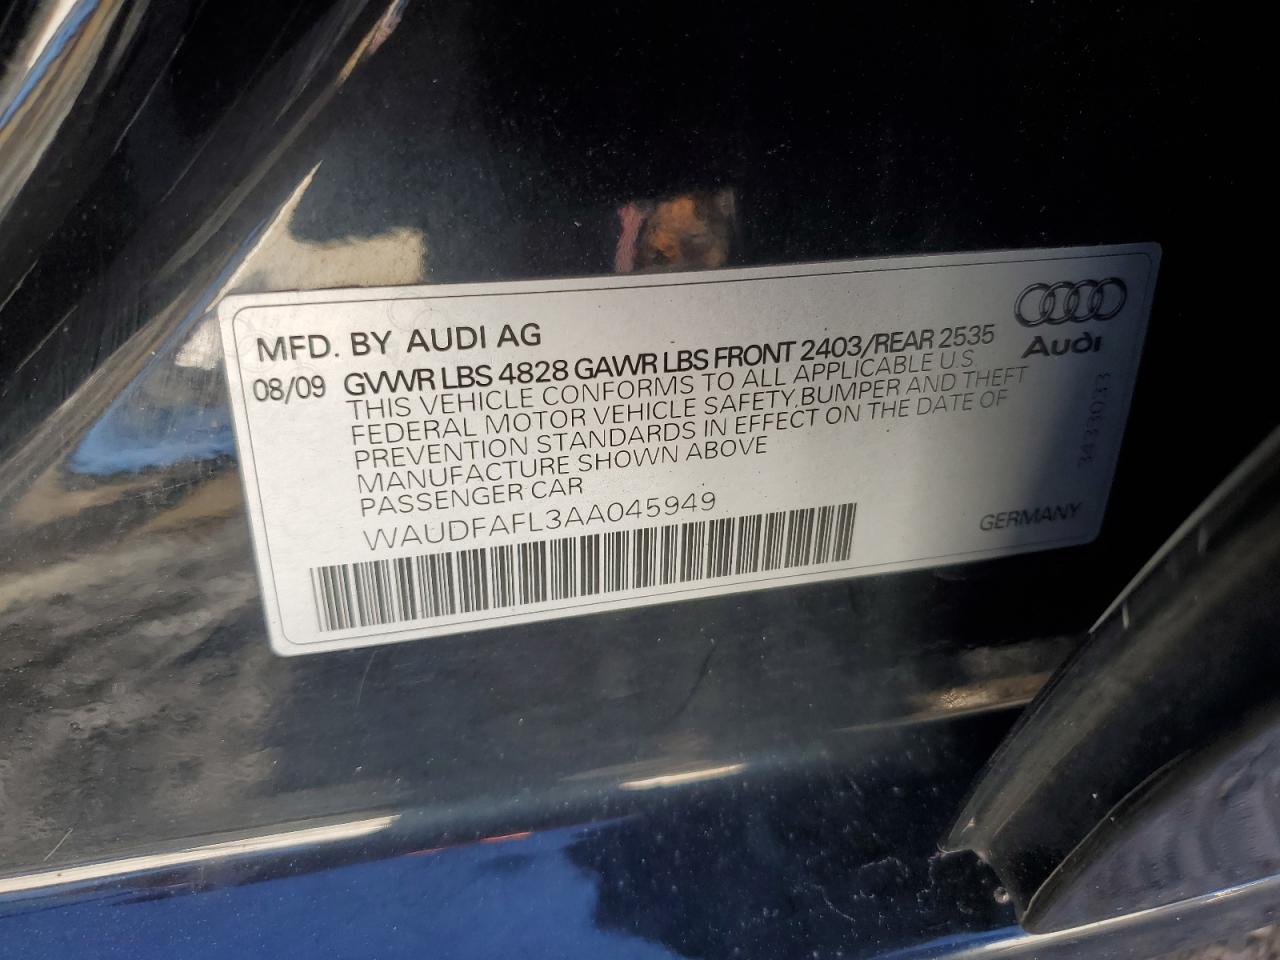 MFD. BY AUDI AG
08/09 GVWR LBS 4828 GAWR LBS FRONT 2403/REAR 2535
THIS VEHICLE CONFORMS TO ALL APPLICABLE U.S
FEDERAL MOTOR VEHICLE SAFETY,BUMPER AND THEFT
PREVENTION STANDARDS IN EFFECT ON THE DATE OF
MANUFACTURE SHOWN ABOVE
PASSENGER CAR
WAUDFAFL3AA045949
Audi
3433033
GERMANY